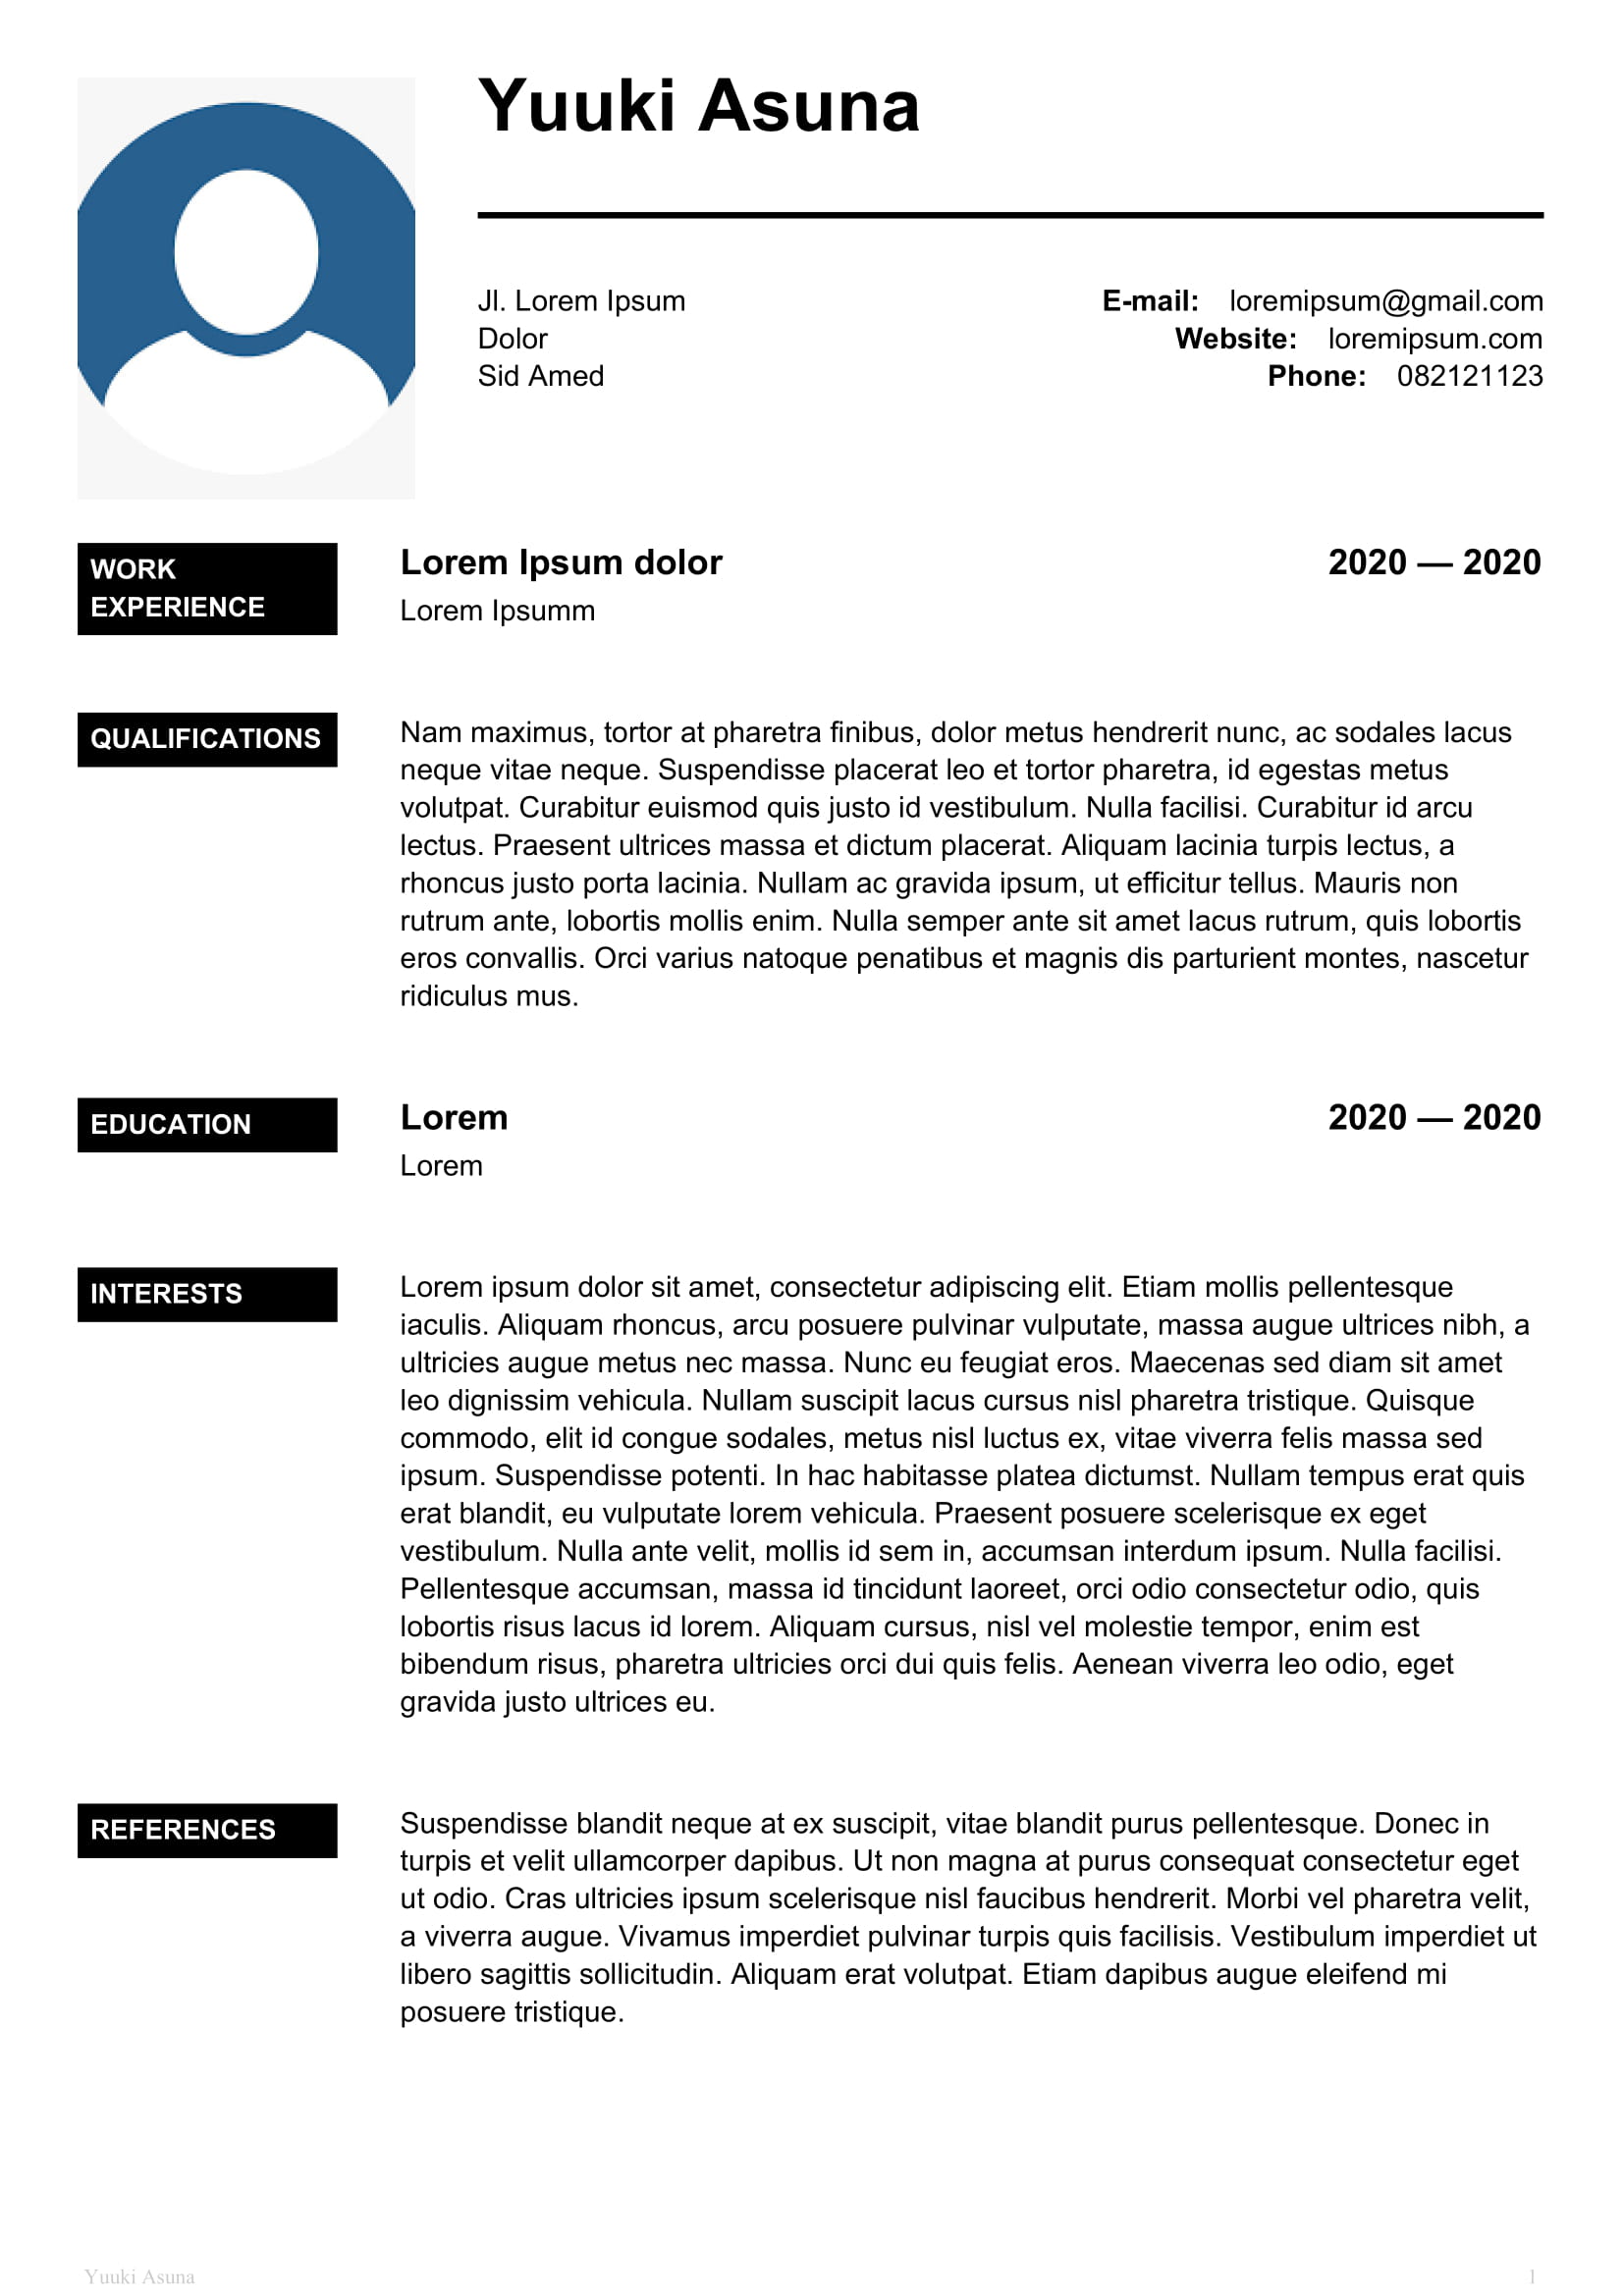 Yuuki Asuna
Jl. Lorem Ipsum
Dolor
Sid Amed
E-mail: loremipsum@gmail.com
Website: loremipsum.com
Phone: 082121123
WORK
EXPERIENCE
Lorem Ipsum dolor 2020 — 2020
Lorem Ipsumm
QUALIFICATIONS
Nam maximus, tortor at pharetra finibus, dolor metus hendrerit nunc, ac sodales lacus
neque vitae neque. Suspendisse placerat leo et tortor pharetra, id egestas metus
volutpat. Curabitur euismod quis justo id vestibulum. Nulla facilisi. Curabitur id arcu
lectus. Praesent ultrices massa et dictum placerat. Aliquam lacinia turpis lectus, a
rhoncus justo porta lacinia. Nullam ac gravida ipsum, ut efficitur tellus. Mauris non
rutrum ante, lobortis mollis enim. Nulla semper ante sit amet lacus rutrum, quis lobortis
eros convallis. Orci varius natoque penatibus et magnis dis parturient montes, nascetur
ridiculus mus.
EDUCATION
Lorem 2020 — 2020
Lorem
INTERESTS
Lorem ipsum dolor sit amet, consectetur adipiscing elit. Etiam mollis pellentesque
iaculis. Aliquam rhoncus, arcu posuere pulvinar vulputate, massa augue ultrices nibh, a
ultricies augue metus nec massa. Nunc eu feugiat eros. Maecenas sed diam sit amet
leo dignissim vehicula. Nullam suscipit lacus cursus nisl pharetra tristique. Quisque
commodo, elit id congue sodales, metus nisl luctus ex, vitae viverra felis massa sed
ipsum. Suspendisse potenti. In hac habitasse platea dictumst. Nullam tempus erat quis
erat blandit, eu vulputate lorem vehicula. Praesent posuere scelerisque ex eget
vestibulum. Nulla ante velit, mollis id sem in, accumsan interdum ipsum. Nulla facilisi.
Pellentesque accumsan, massa id tincidunt laoreet, orci odio consectetur odio, quis
lobortis risus lacus id lorem. Aliquam cursus, nisl vel molestie tempor, enim est
bibendum risus, pharetra ultricies orci dui quis felis. Aenean viverra leo odio, eget
gravida justo ultrices eu.
REFERENCES
Suspendisse blandit neque at ex suscipit, vitae blandit purus pellentesque. Donec in
turpis et velit ullamcorper dapibus. Ut non magna at purus consequat consectetur eget
ut odio. Cras ultricies ipsum scelerisque nisl faucibus hendrerit. Morbi vel pharetra velit,
a viverra augue. Vivamus imperdiet pulvinar turpis quis facilisis. Vestibulum imperdiet ut
libero sagittis sollicitudin. Aliquam erat volutpat. Etiam dapibus augue eleifend mi
posuere tristique.
Yuuki Asuna 1